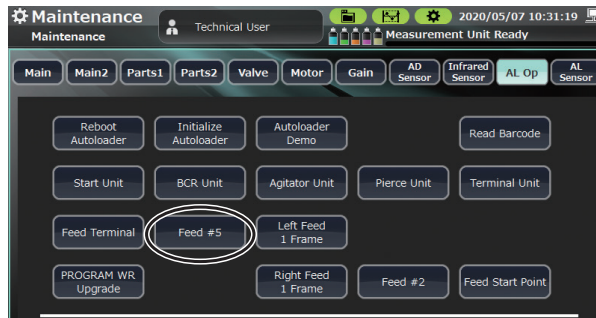 Maintenance
Maintenance
Technical User
2020/05/07 10:31:19
Measurement Unit Ready
Main Main2 Parts1 Parts2 Valve Motor Gain AD Sensor Infrared Sensor AL Op AL Sensor
Reboot Autoloader
Initialize Autoloader
Autoloader Demo
Read Barcode
Start Unit
BCR Unit
Agitator Unit
Pierce Unit
Terminal Unit
Feed Terminal
Feed #5
Left Feed 1 Frame
PROGRAM WR Upgrade
Right Feed 1 Frame
Feed #2
Feed Start Point